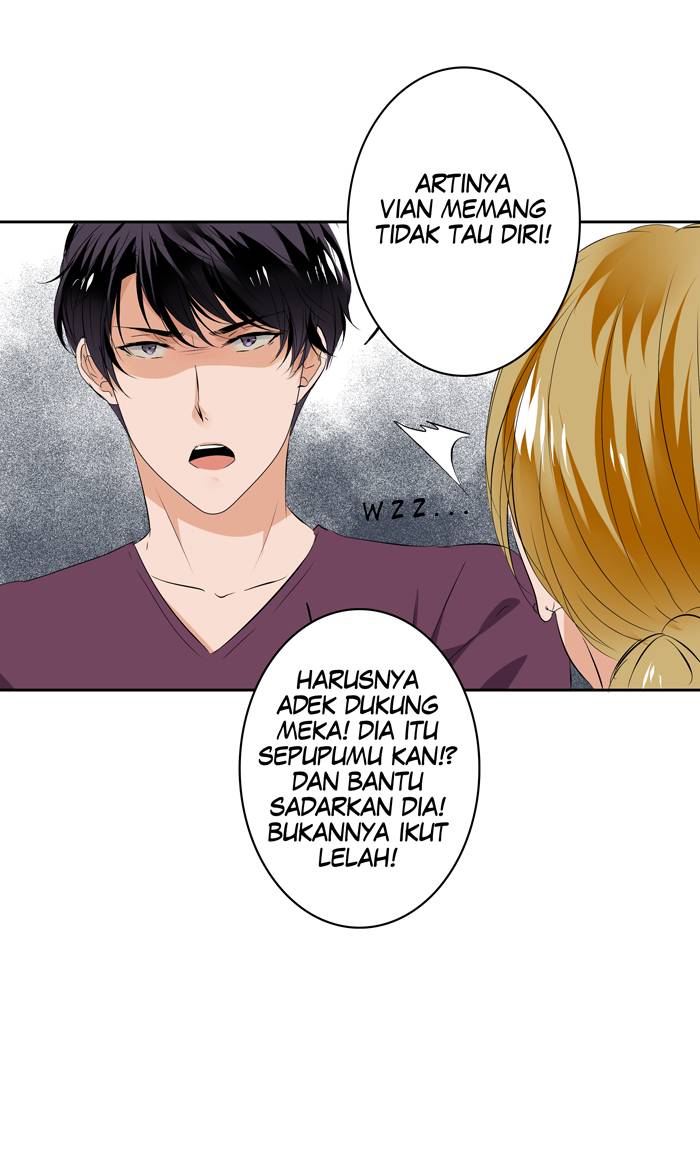 ARTINYA
VIAN MEMANG
TIDAK TAU DIRI!
WZZ...
HARUSNYA
ADEK DUKUNG
MEKA! DIA ITU
SEPUPUMU KAN!?
DAN BANTU
SADARKAN DIA!
BUKANNYA IKUT
LELAH!